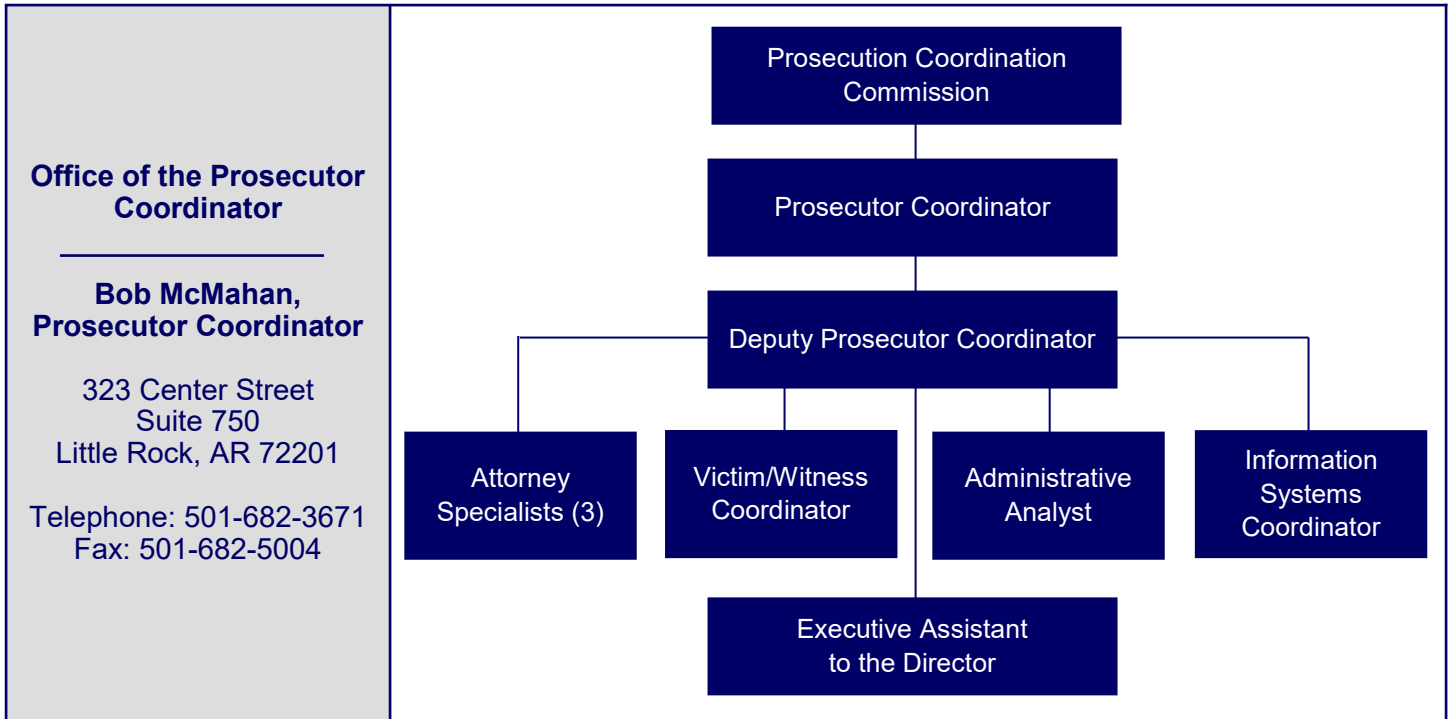 Office of the Prosecutor
Coordinator
Bob McMahan,
Prosecutor Coordinator
323 Center Street
Suite 750
Little Rock, AR 72201
Telephone: 501-682-3671
Fax: 501-682-5004
Prosecution Coordination
Commission
Prosecutor Coordinator
Deputy Prosecutor Coordinator
Attorney
Specialists (3)
Victim/Witness
Coordinator
Administrative
Analyst
Information
Systems
Coordinator
Executive Assistant
to the Director